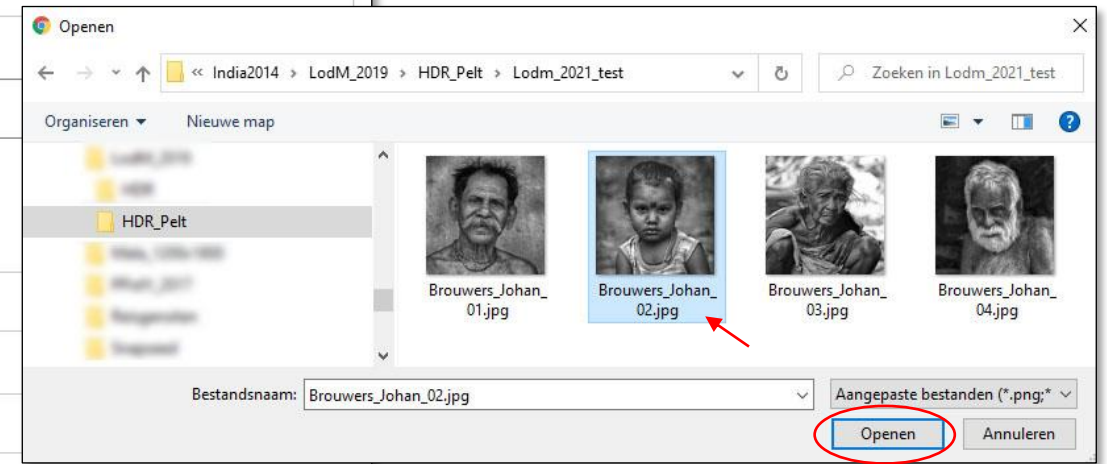 Openen
« India2014 › LodM_2019 › HDR_Pelt › Lodm_2021_test
Zoeken in Lodm_2021_test
Organiseren
Nieuwe map
HDR_Pelt
Brouwers_Johan_
01.jpg
Brouwers_Johan_
02.jpg
Brouwers_Johan_
03.jpg
Brouwers_Johan_
04.jpg
Bestandsnaam: Brouwers_Johan_02.jpg
Aangepaste bestanden (*.png;*
Openen
Annuleren